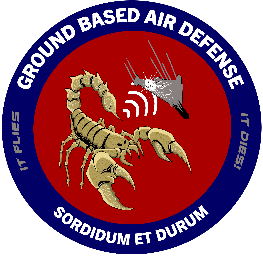 GROUND BASED AIR DEFENSE
IT FLIES
IT DIES!
SORDIDUM ET DURUM